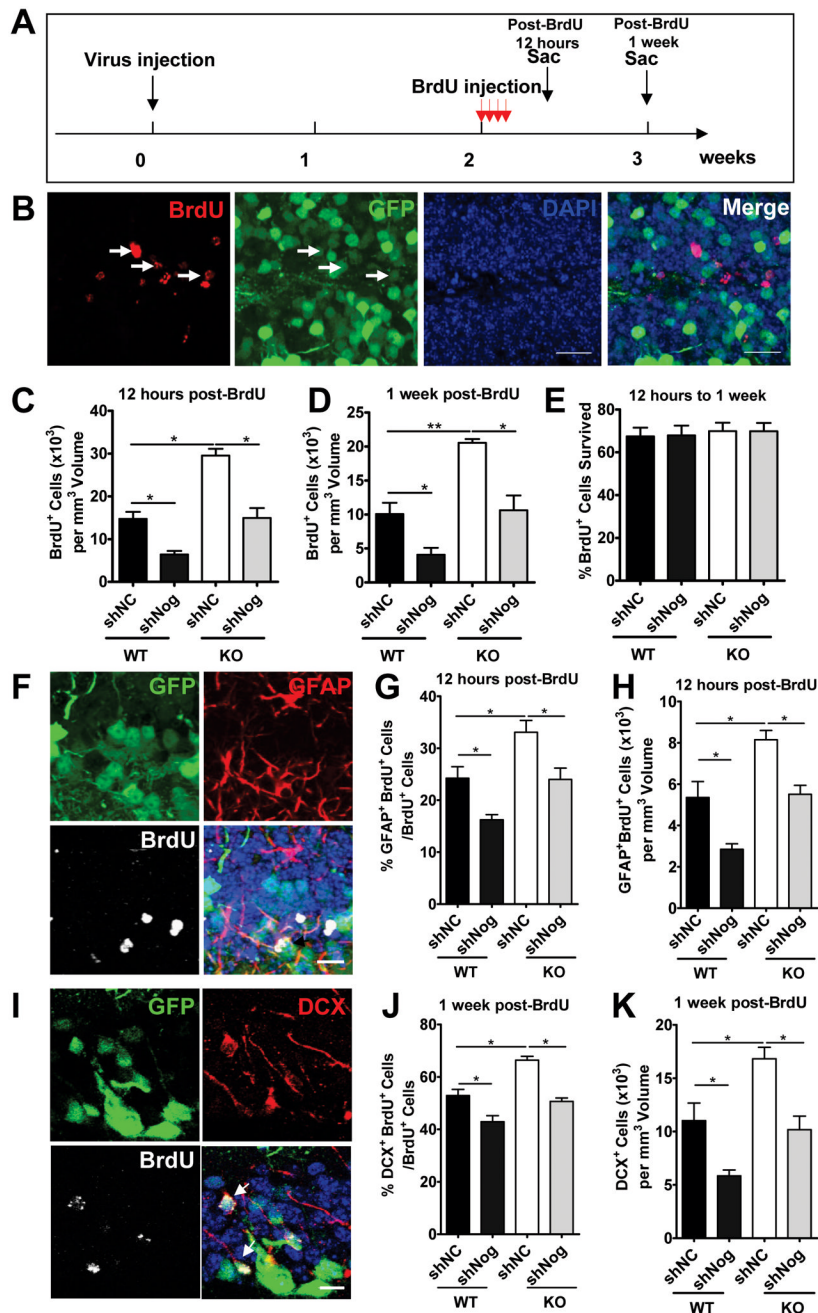 A
Virus injection
BrdU injection
Post-BrdU
12 hours
Sac
Post-BrdU
1 week
Sac
0 1 2 3 weeks
B
BrdU GFP DAPI Merge
C
12 hours post-BrdU
BrdU⁺ Cells (x10³)
per mm³ Volume
40
30
20
10
0
shNC shNog shNC shNog
WT KO
* * *
D
1 week post-BrdU
BrdU⁺ Cells (x10³)
per mm³ Volume
25
20
15
10
5
0
shNC shNog shNC shNog
WT KO
** * *
E
12 hours to 1 week
% BrdU⁺ Cells Survived
80
60
40
20
0
shNC shNog shNC shNog
WT KO
F
GFP GFAP
BrdU
G
12 hours post-BrdU
% GFAP⁺ BrdU⁺ Cells
/BrdU⁺ Cells
40
30
20
10
0
shNC shNog shNC shNog
WT KO
* * *
H
12 hours post-BrdU
GFAP⁺BrdU⁺ Cells (x10³)
per mm³ Volume
10
8
6
4
2
0
shNC shNog shNC shNog
WT KO
* * *
I
GFP DCX
BrdU
J
1 week post-BrdU
% DCX⁺ BrdU⁺ Cells
/BrdU⁺ Cells
80
60
40
20
0
shNC shNog shNC shNog
WT KO
* * *
K
1 week post-BrdU
DCX⁺ Cells (x10³)
per mm³ Volume
20
15
10
5
0
shNC shNog shNC shNog
WT KO
* * *